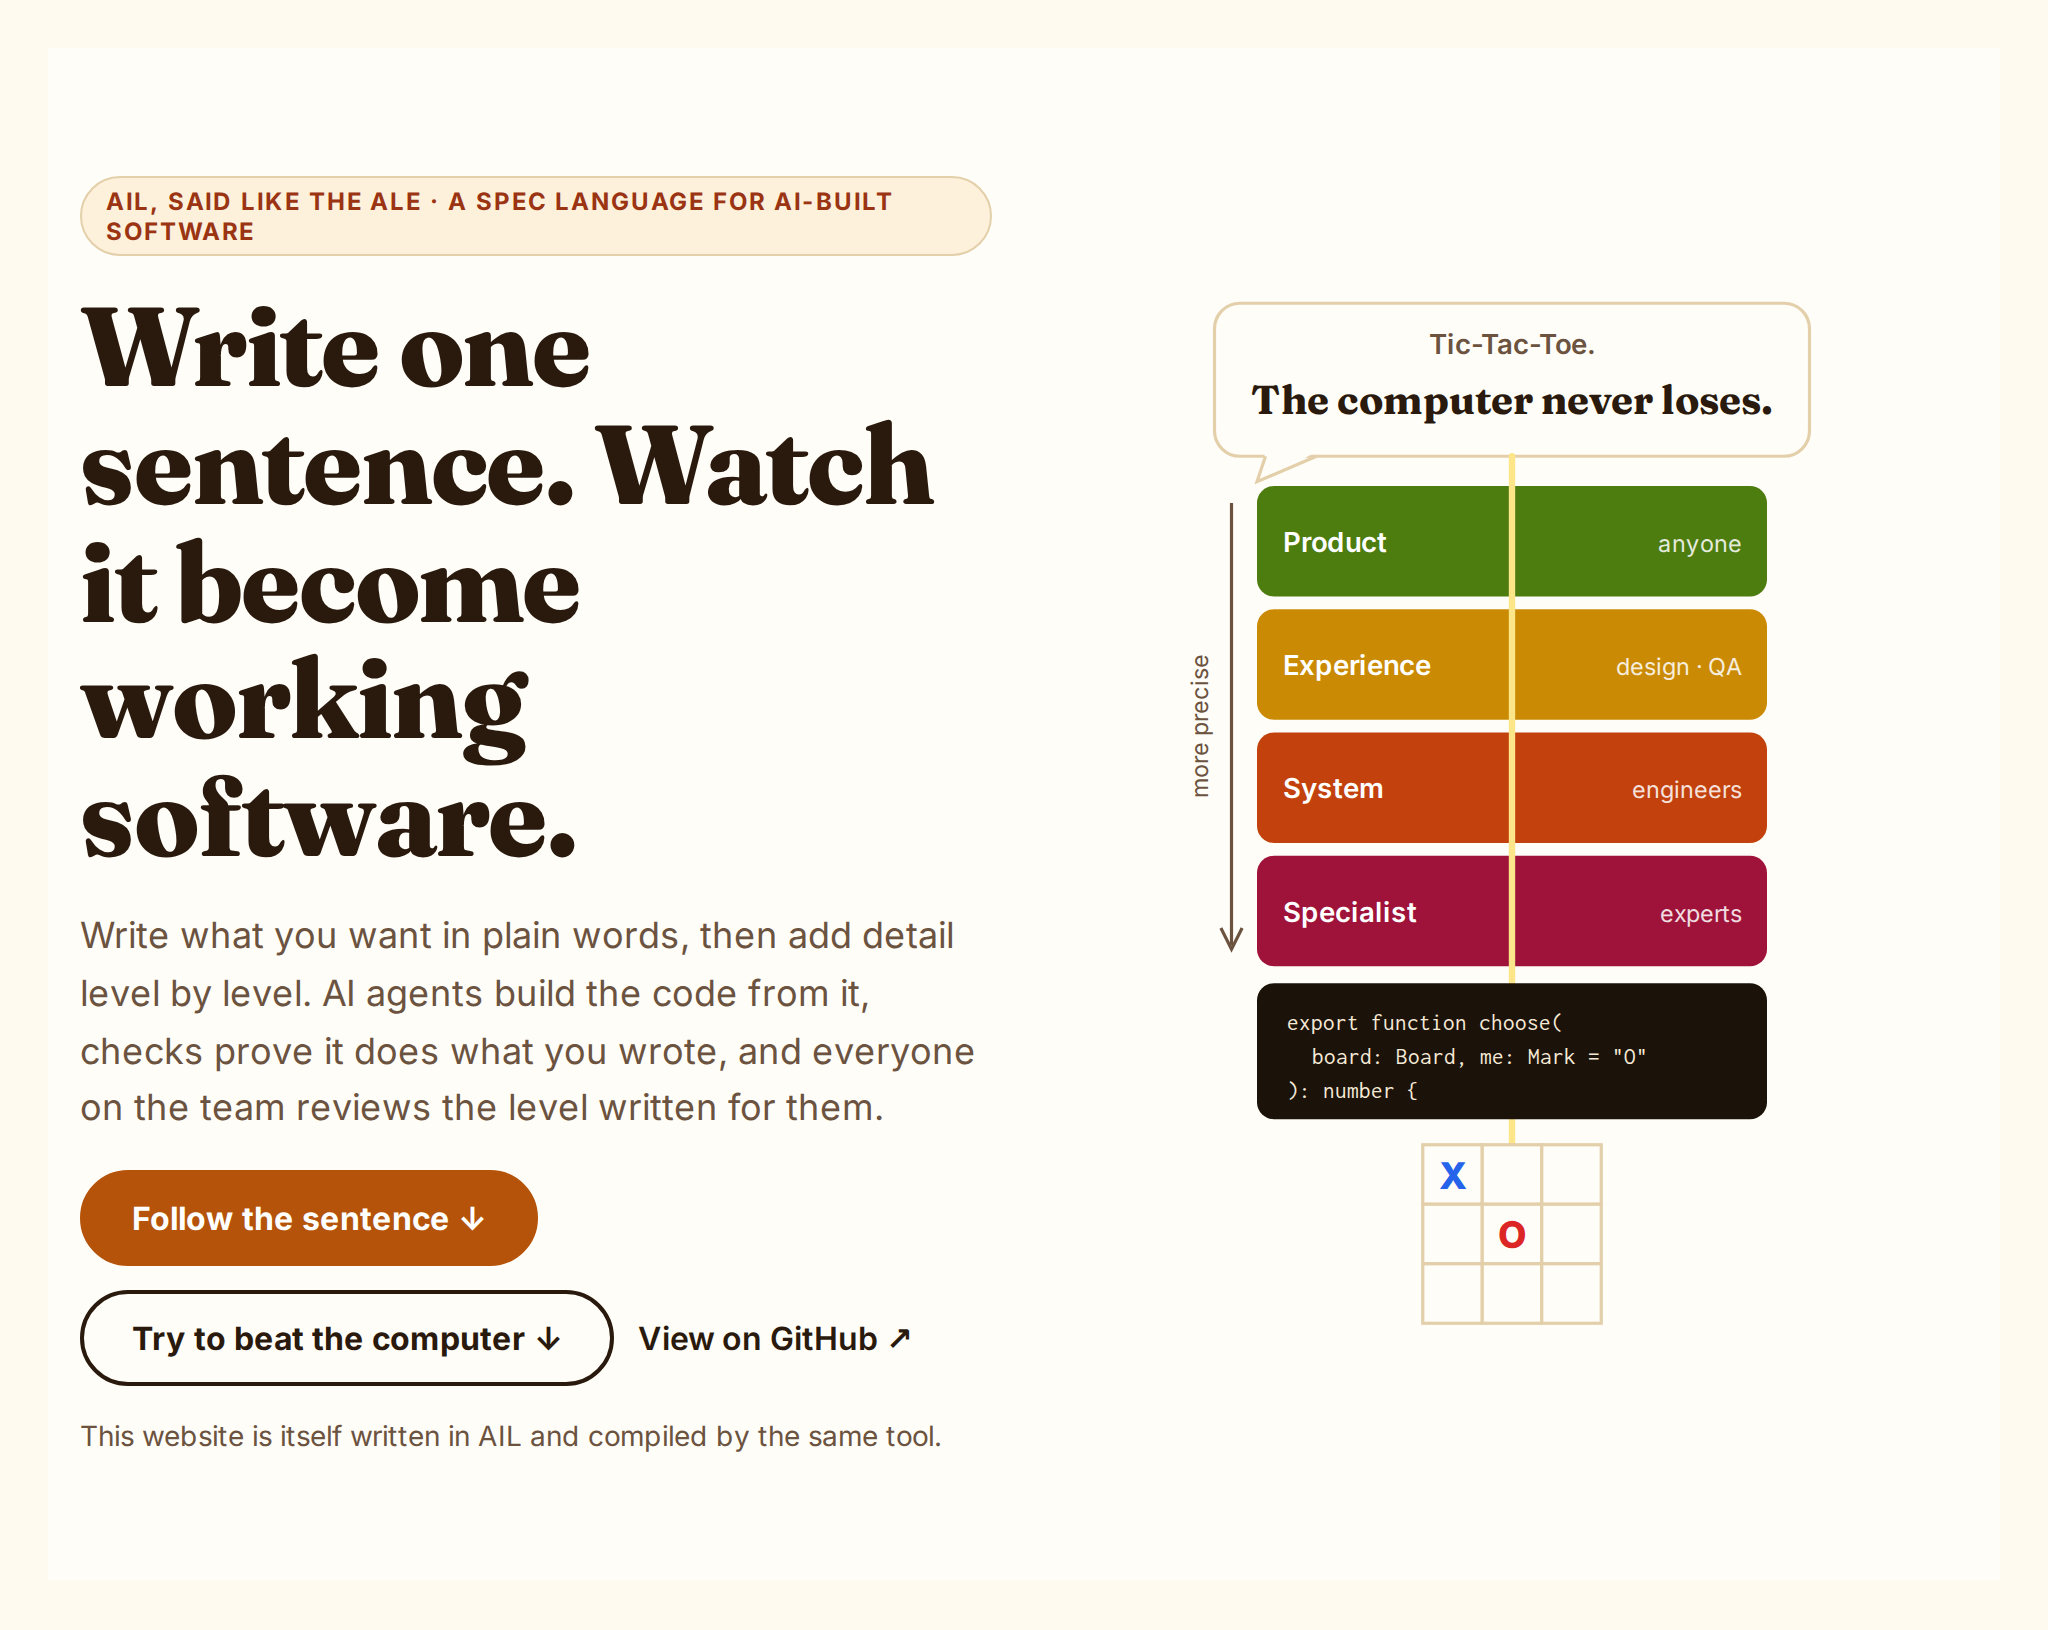 AIL, SAID LIKE THE ALE · A SPEC LANGUAGE FOR AI-BUILT
SOFTWARE
Write one
sentence. Watch
it become
working
software.
Write what you want in plain words, then add detail
level by level. AI agents build the code from it,
checks prove it does what you wrote, and everyone
on the team reviews the level written for them.
Follow the sentence ↓
Try to beat the computer ↓
View on GitHub ↗
This website is itself written in AIL and compiled by the same tool.
Tic-Tac-Toe.
The computer never loses.
more precise
Product
anyone
Experience
design · QA
System
engineers
Specialist
experts
export function choose(
board: Board, me: Mark = "O"
): number {
X
O